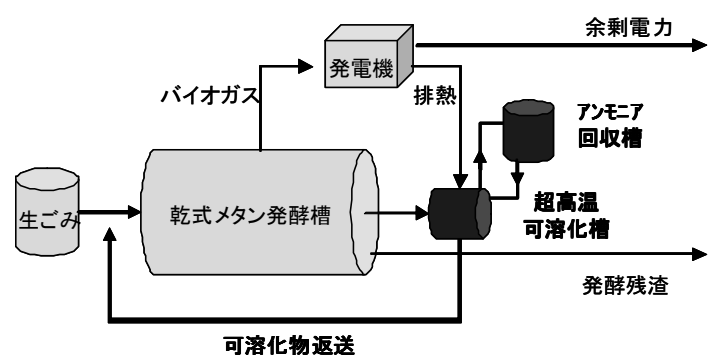 余剰電力
発電機
バイオガス
排熱
アンモニア
回収槽
生ごみ
乾式メタン発酵槽
超高温
可溶化槽
発酵残渣
可溶化物返送